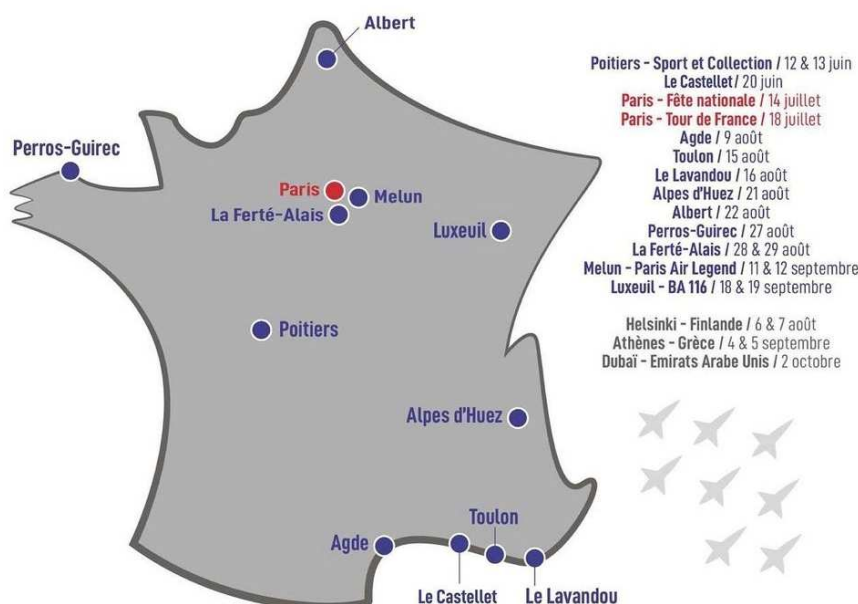 Albert
Perros-Guirec
Paris
Melun
La Ferté-Alais
Luxeuil
Poitiers
Alpes d'Huez
Toulon
Agde
Le Castellet
Le Lavandou
Poitiers - Sport et Collection / 12 & 13 juin
Le Castellet / 20 juin
Paris - Fête nationale / 14 juillet
Paris - Tour de France / 18 juillet
Agde / 9 août
Toulon / 15 août
Le Lavandou / 16 août
Alpes d'Huez / 21 août
Albert / 22 août
Perros-Guirec / 27 août
La Ferté-Alais / 28 & 29 août
Melun - Paris Air Legend / 11 & 12 septembre
Luxeuil - BA 116 / 18 & 19 septembre
Helsinki - Finlande / 6 & 7 août
Athènes - Grèce / 4 & 5 septembre
Dubaï - Emirats Arabe Unis / 2 octobre